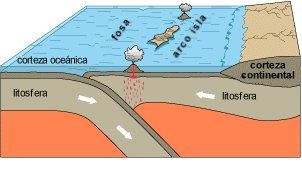 fosa
arco isla
corteza oceánica
corteza
continental
litosfera
litosfera